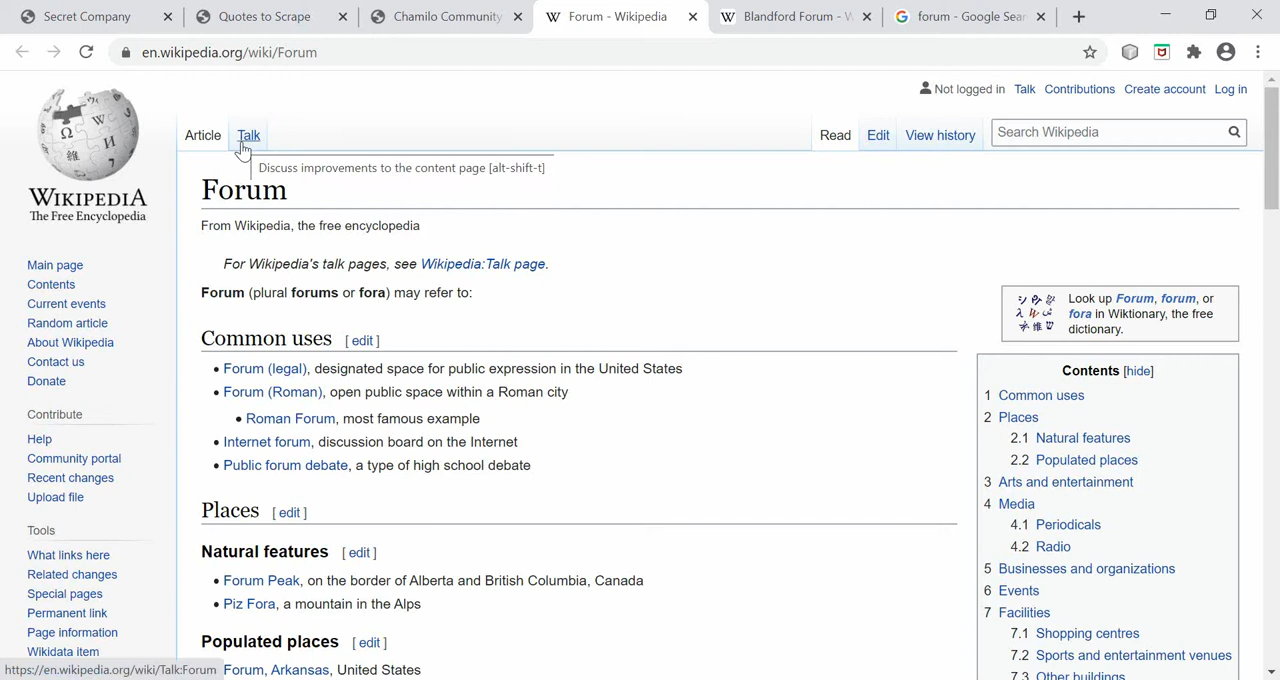 Secret Company
Quotes to Scrape
Chamilo Community
Forum - Wikipedia
Blandford Forum - W
forum - Google Sear
en.wikipedia.org/wiki/Forum
Not logged in Talk Contributions Create account Log in
Article Talk Read Edit View history Search Wikipedia
Discuss improvements to the content page [alt-shift-t]
WIKIPEDIA
The Free Encyclopedia
Main page
Contents
Current events
Random article
About Wikipedia
Contact us
Donate
Contribute
Help
Community portal
Recent changes
Upload file
Tools
What links here
Related changes
Special pages
Permanent link
Page information
Wikidata item
https://en.wikipedia.org/wiki/Talk:Forum
Forum
From Wikipedia, the free encyclopedia
For Wikipedia's talk pages, see Wikipedia:Talk page.
Forum (plural forums or fora) may refer to:
Common uses [ edit ]
• Forum (legal), designated space for public expression in the United States
• Forum (Roman), open public space within a Roman city
• Roman Forum, most famous example
• Internet forum, discussion board on the Internet
• Public forum debate, a type of high school debate
Places [ edit ]
Natural features [ edit ]
• Forum Peak, on the border of Alberta and British Columbia, Canada
• Piz Fora, a mountain in the Alps
Populated places [ edit ]
Forum, Arkansas, United States
Look up Forum, forum, or
fora in Wiktionary, the free
dictionary.
Contents [hide]
1 Common uses
2 Places
2.1 Natural features
2.2 Populated places
3 Arts and entertainment
4 Media
4.1 Periodicals
4.2 Radio
5 Businesses and organizations
6 Events
7 Facilities
7.1 Shopping centres
7.2 Sports and entertainment venues
7.3 Other buildings